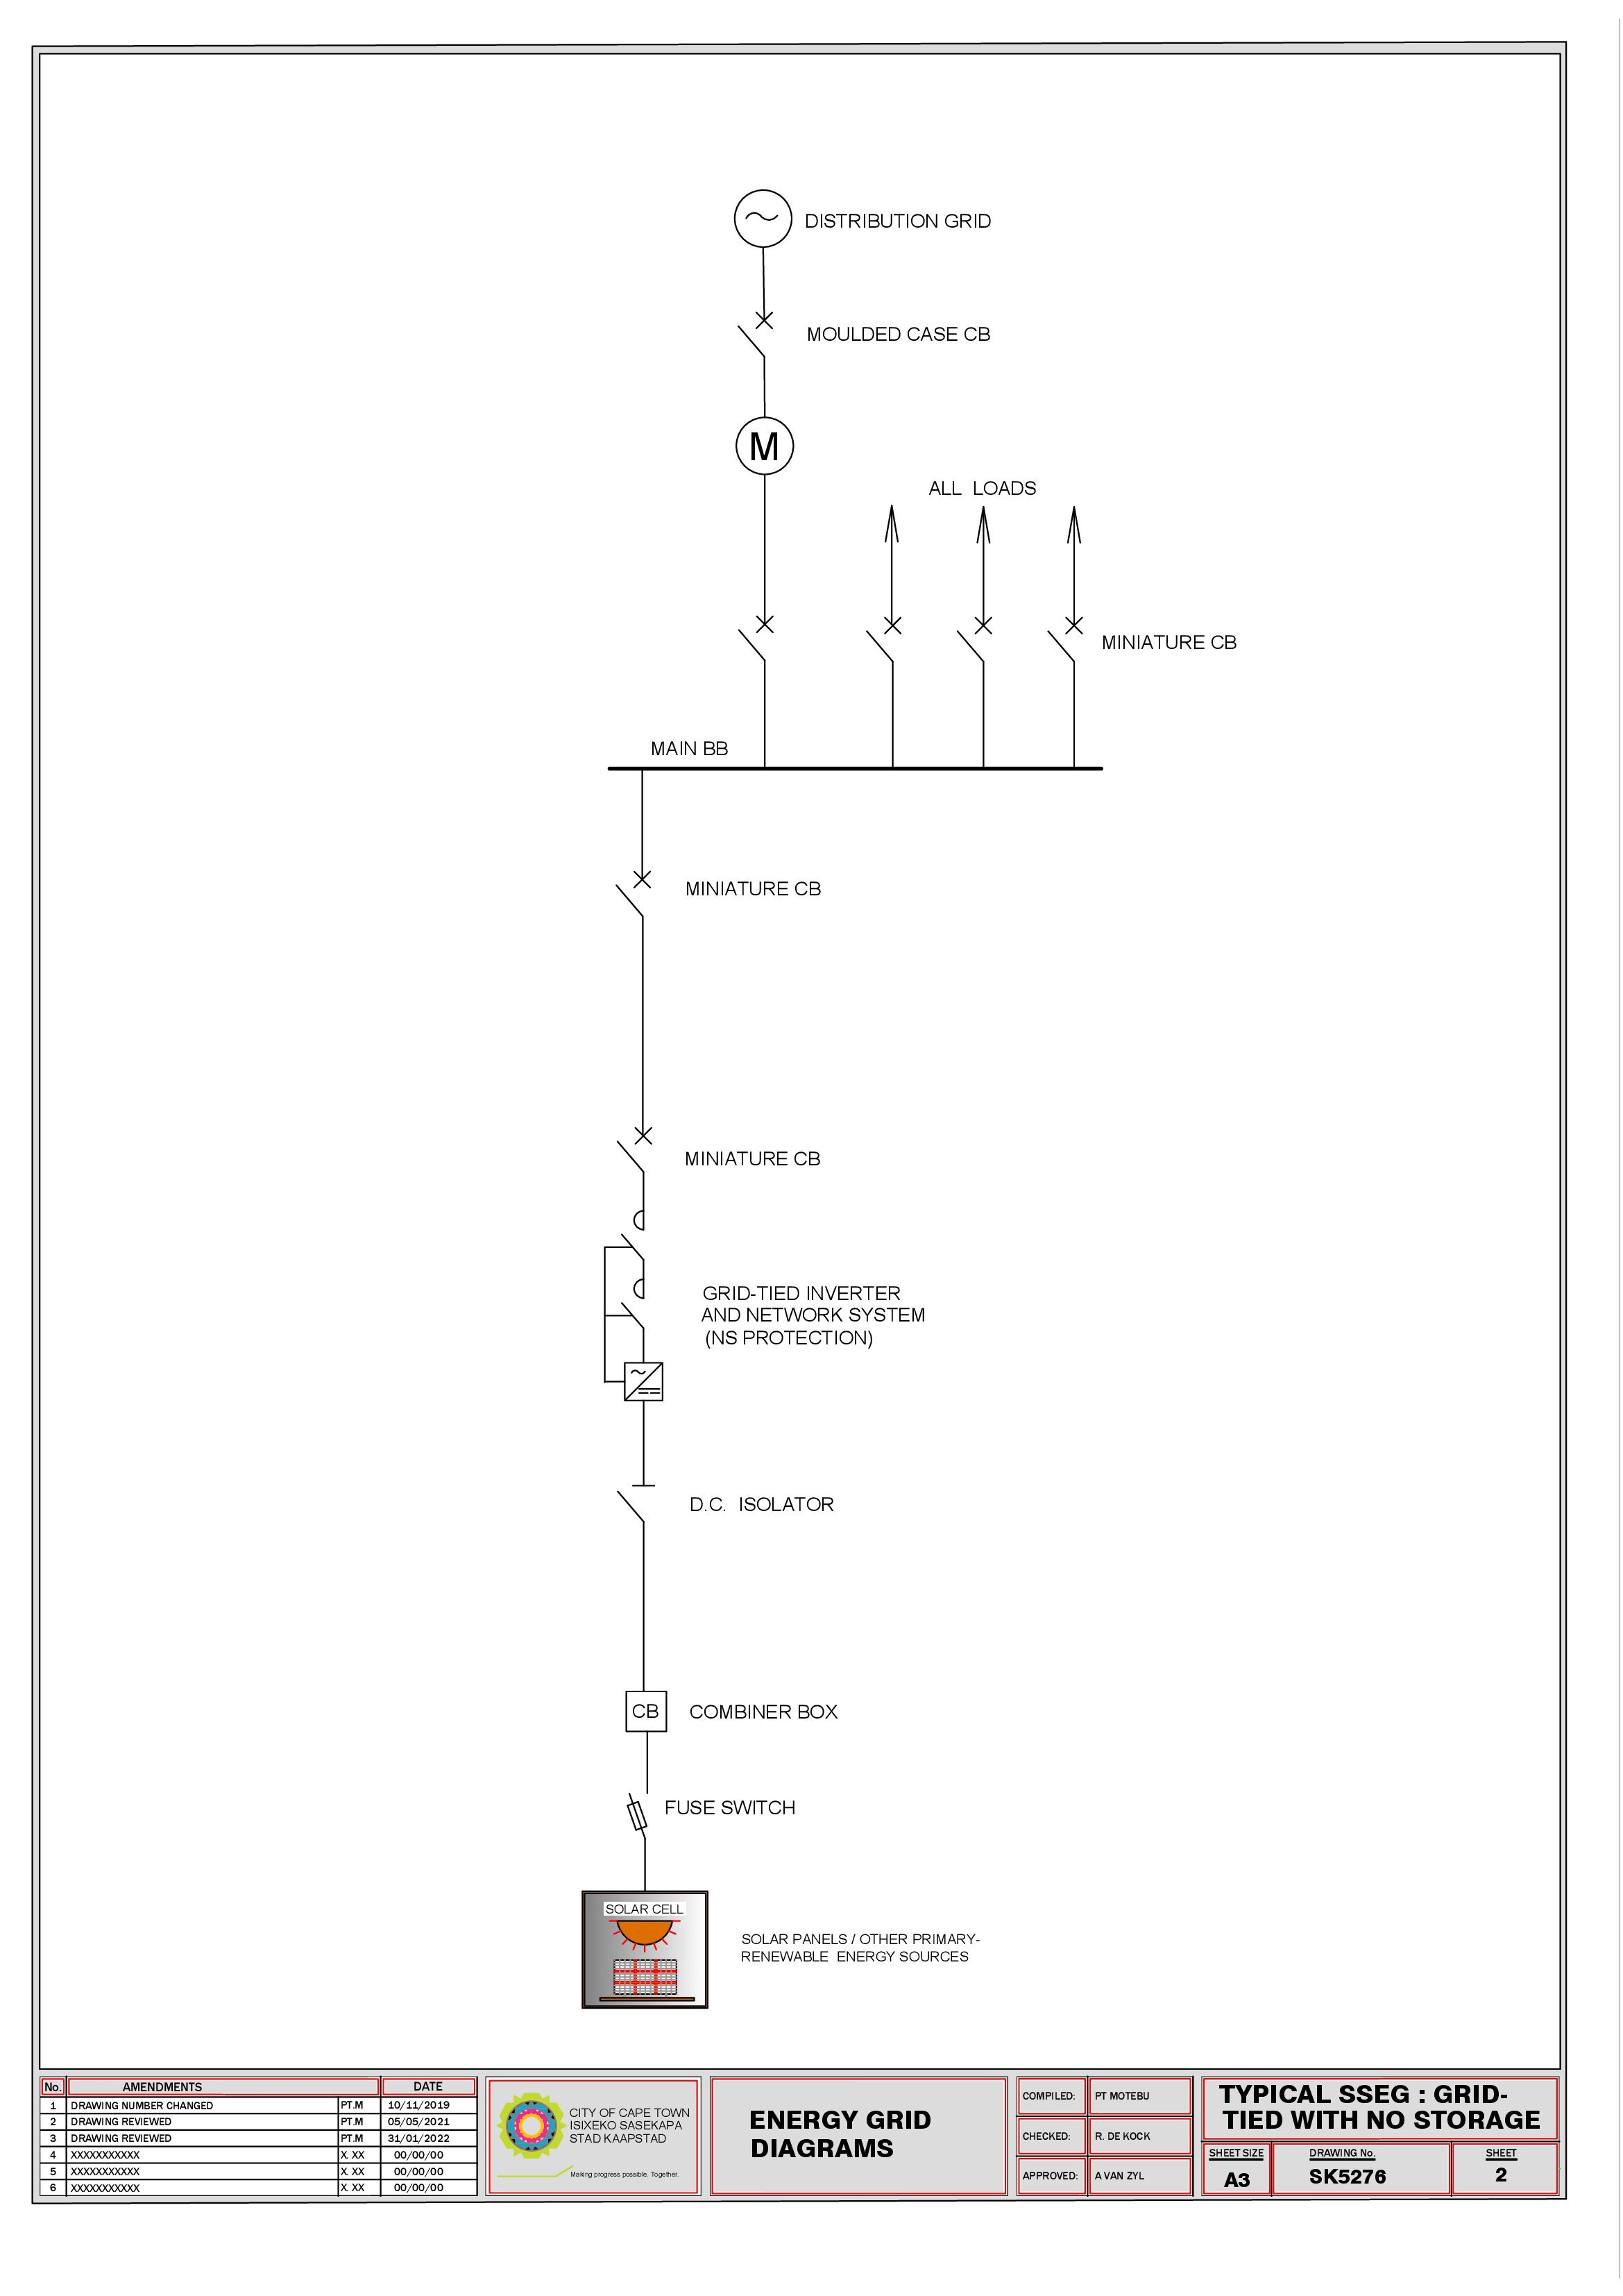 DISTRIBUTION GRID
MOULDED CASE CB
M
ALL LOADS
MINIATURE CB
MAIN BB
MINIATURE CB
MINIATURE CB
GRID-TIED INVERTER
AND NETWORK SYSTEM
(NS PROTECTION)
D.C. ISOLATOR
CB
COMBINER BOX
FUSE SWITCH
SOLAR CELL
SOLAR PANELS / OTHER PRIMARY-
RENEWABLE ENERGY SOURCES
No. AMENDMENTS DATE
1 DRAWING NUMBER CHANGED PT.M 10/11/2019
2 DRAWING REVIEWED PT.M 05/05/2021
3 DRAWING REVIEWED PT.M 31/01/2022
4 XXXXXXXXXXX X. XX 00/00/00
5 XXXXXXXXXXX X. XX 00/00/00
6 XXXXXXXXXXX X. XX 00/00/00
CITY OF CAPE TOWN
ISIXEKO SASEKAPA
STAD KAAPSTAD
Making progress possible. Together.
ENERGY GRID
DIAGRAMS
COMPILED: PT MOTEBU
CHECKED: R. DE KOCK
APPROVED: A VAN ZYL
TYPICAL SSEG : GRID-
TIED WITH NO STORAGE
SHEET SIZE
A3
DRAWING No.
SK5276
SHEET
2